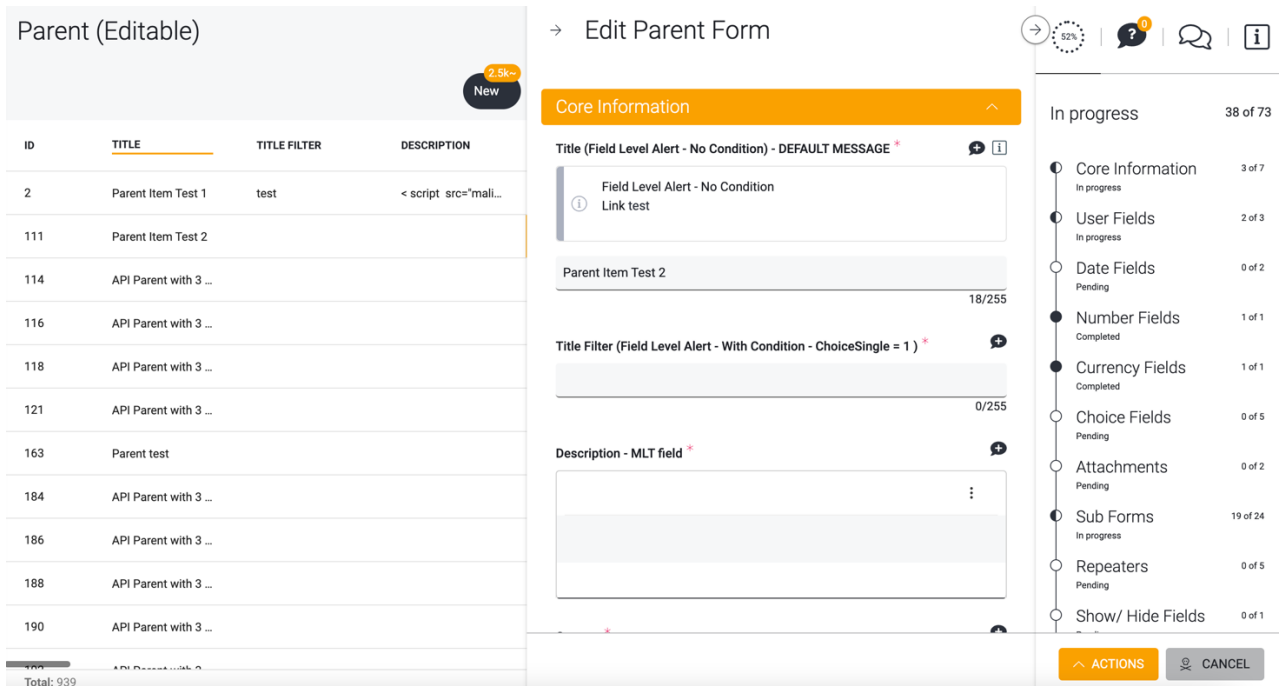 Parent (Editable)
2.5k~
New
ID TITLE TITLE FILTER DESCRIPTION
2 Parent Item Test 1 test < script src="mali...
111 Parent Item Test 2
114 API Parent with 3 ...
116 API Parent with 3 ...
118 API Parent with 3 ...
121 API Parent with 3 ...
163 Parent test
184 API Parent with 3 ...
186 API Parent with 3 ...
188 API Parent with 3 ...
190 API Parent with 3 ...
Total: 939
Edit Parent Form
Core Information
Title (Field Level Alert - No Condition) - DEFAULT MESSAGE *
Field Level Alert - No Condition
Link test
Parent Item Test 2
18/255
Title Filter (Field Level Alert - With Condition - ChoiceSingle = 1 ) *
0/255
Description - MLT field *
52%
0
In progress 38 of 73
Core Information 3 of 7
In progress
User Fields 2 of 3
In progress
Date Fields 0 of 2
Pending
Number Fields 1 of 1
Completed
Currency Fields 1 of 1
Completed
Choice Fields 0 of 5
Pending
Attachments 0 of 2
Pending
Sub Forms 19 of 24
In progress
Repeaters 0 of 5
Pending
Show/ Hide Fields 0 of 1
ACTIONS
CANCEL